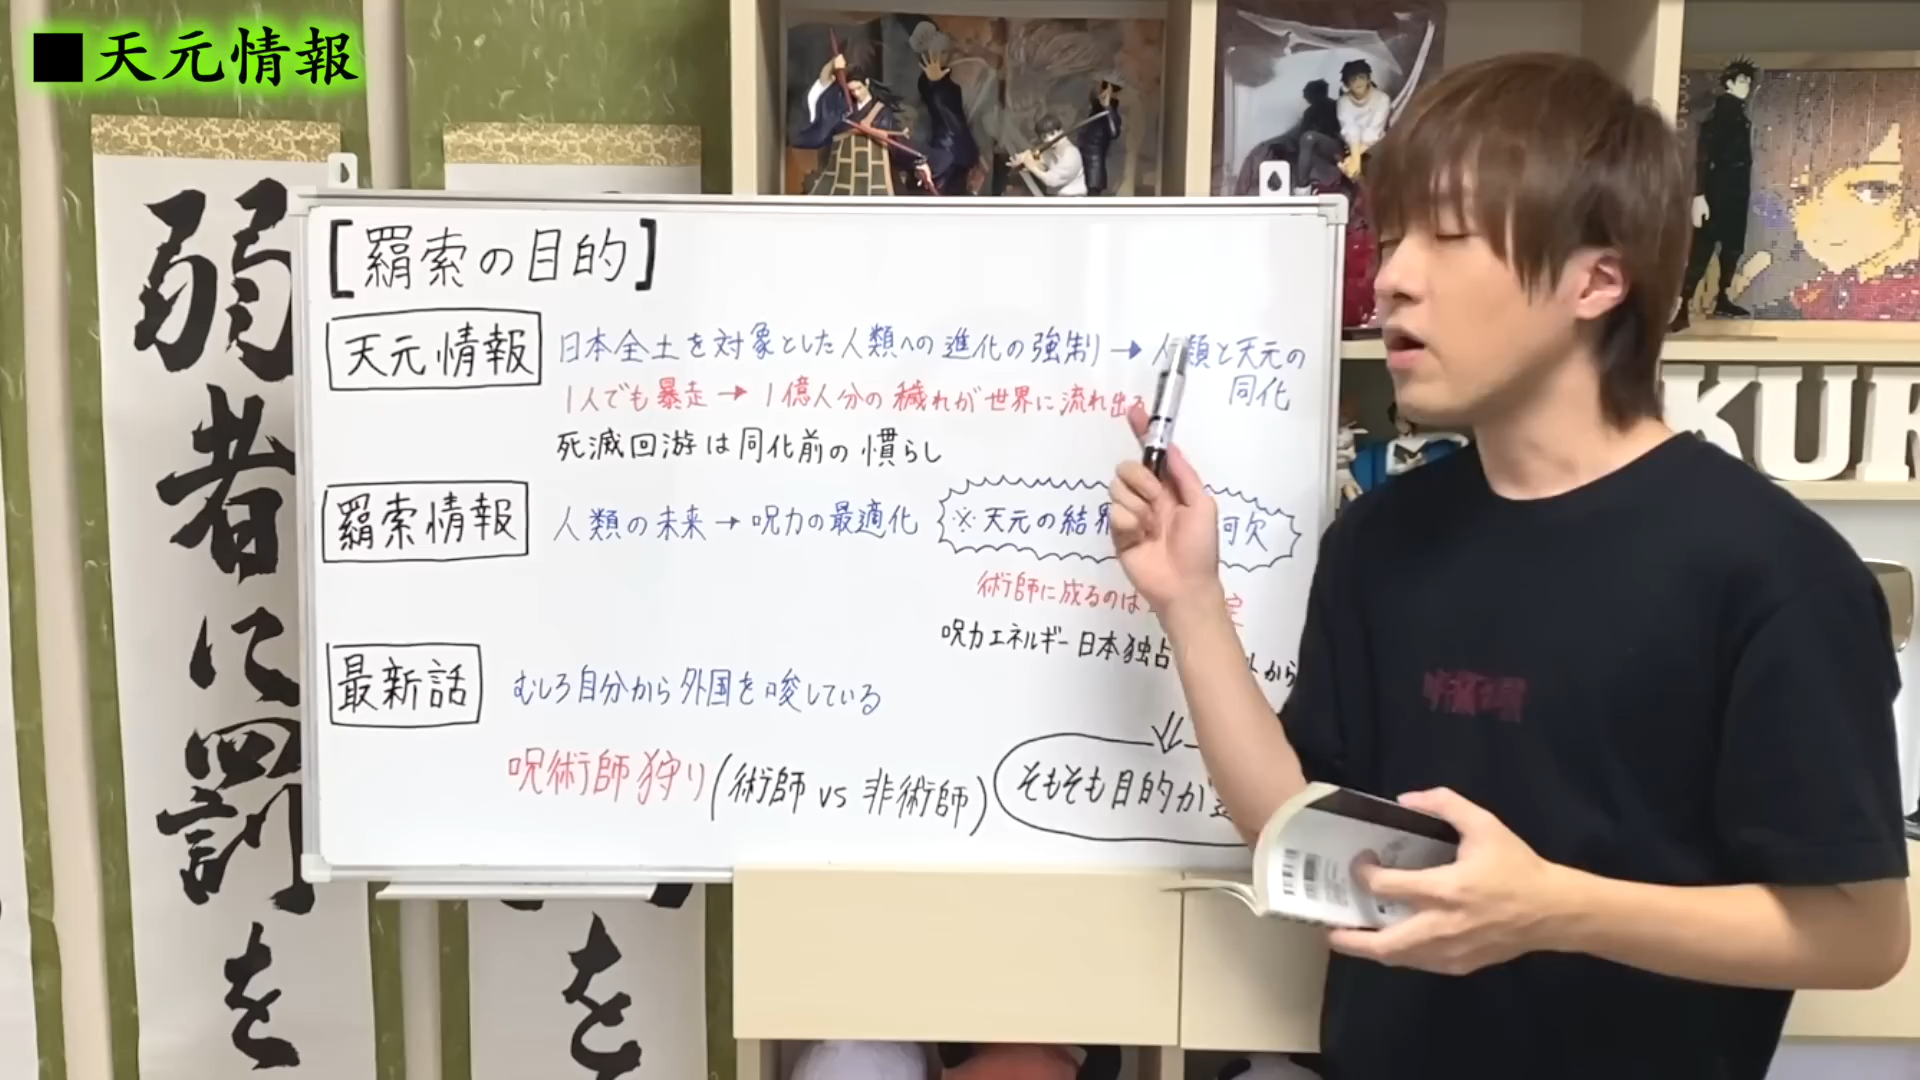 ■天元情報
弱者に罰を
を
[羂索の目的]
天元情報
日本全土を対象とした人類への進化の強制→人類と天元の
同化
1人でも暴走→1億人分の穢れが世界に流れ出る
死滅回游は同化前の慣らし
羂索情報
人類の未来→呪力の最適化
※天元の結界 可欠
術師に成るのは
呪力エネルギー日本独占 から
最新話
むしろ自分から外国を唆している
呪術師狩り(術師 vs 非術師)
そもそも目的が
KUR